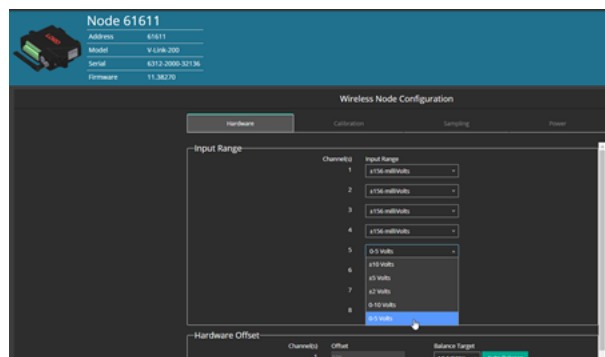 Node 61611
Address 61611
Model V-Link-200
Serial 6312-2000-32136
Firmware 11.38270
Wireless Node Configuration
Hardware Calibration Sampling Power
Input Range
Channel(s) Input Range
1 ±156 milliVolts
2 ±156 milliVolts
3 ±156 milliVolts
4 ±156 milliVolts
5 0-5 Volts
±10 Volts
6 ±5 Volts
7 ±2 Volts
0-10 Volts
8 0-5 Volts
Hardware Offset
Channel(s) Offset Balance Target